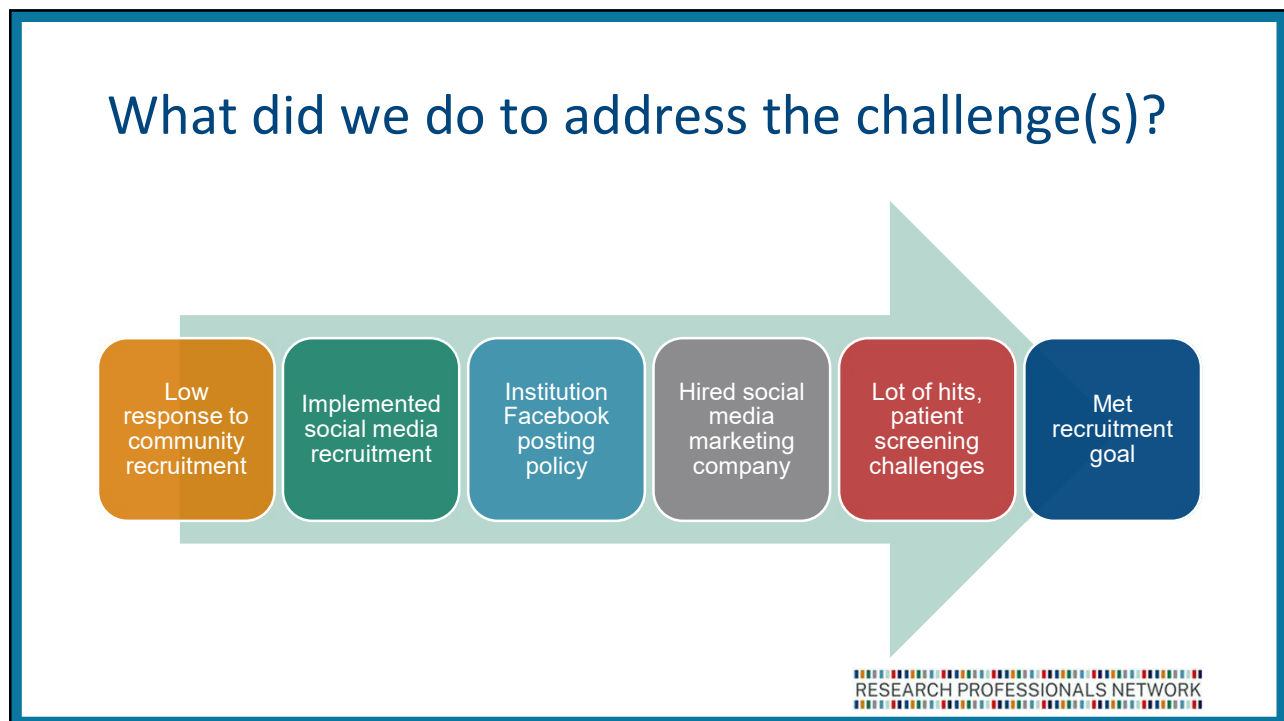 What did we do to address the challenge(s)?
Low
response to
community
recruitment
Implemented
social media
recruitment
Institution
Facebook
posting
policy
Hired social
media
marketing
company
Lot of hits,
patient
screening
challenges
Met
recruitment
goal
RESEARCH PROFESSIONALS NETWORK